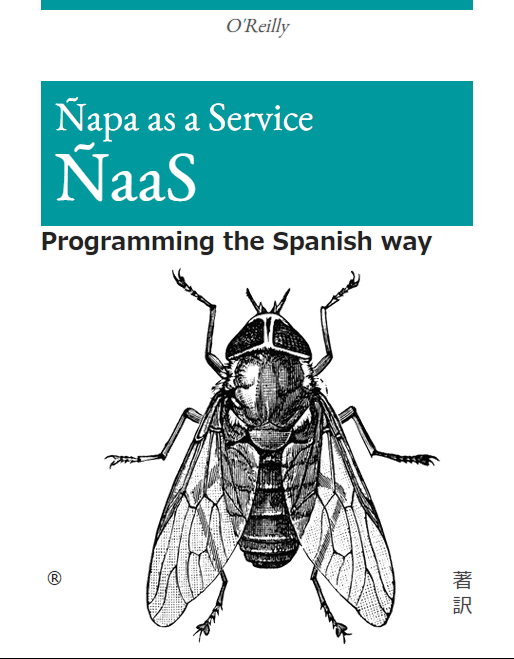 O'Reilly
Ñapa as a Service
ÑaaS
Programming the Spanish way
®
著
訳